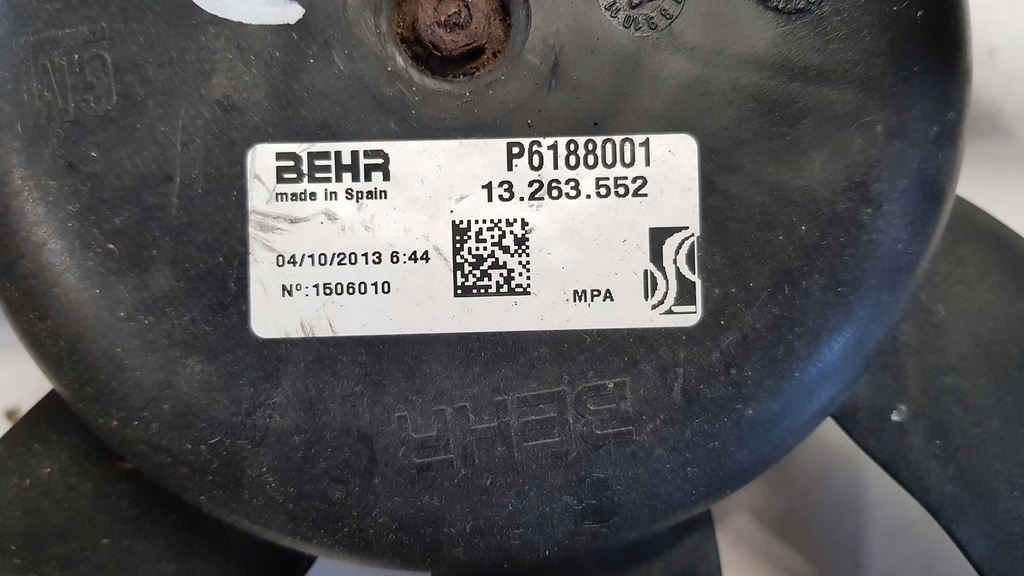 BEHR
made in Spain
P6188001
13.263.552
04/10/2013 6:44
Nº:1506010
MPA
BEHR